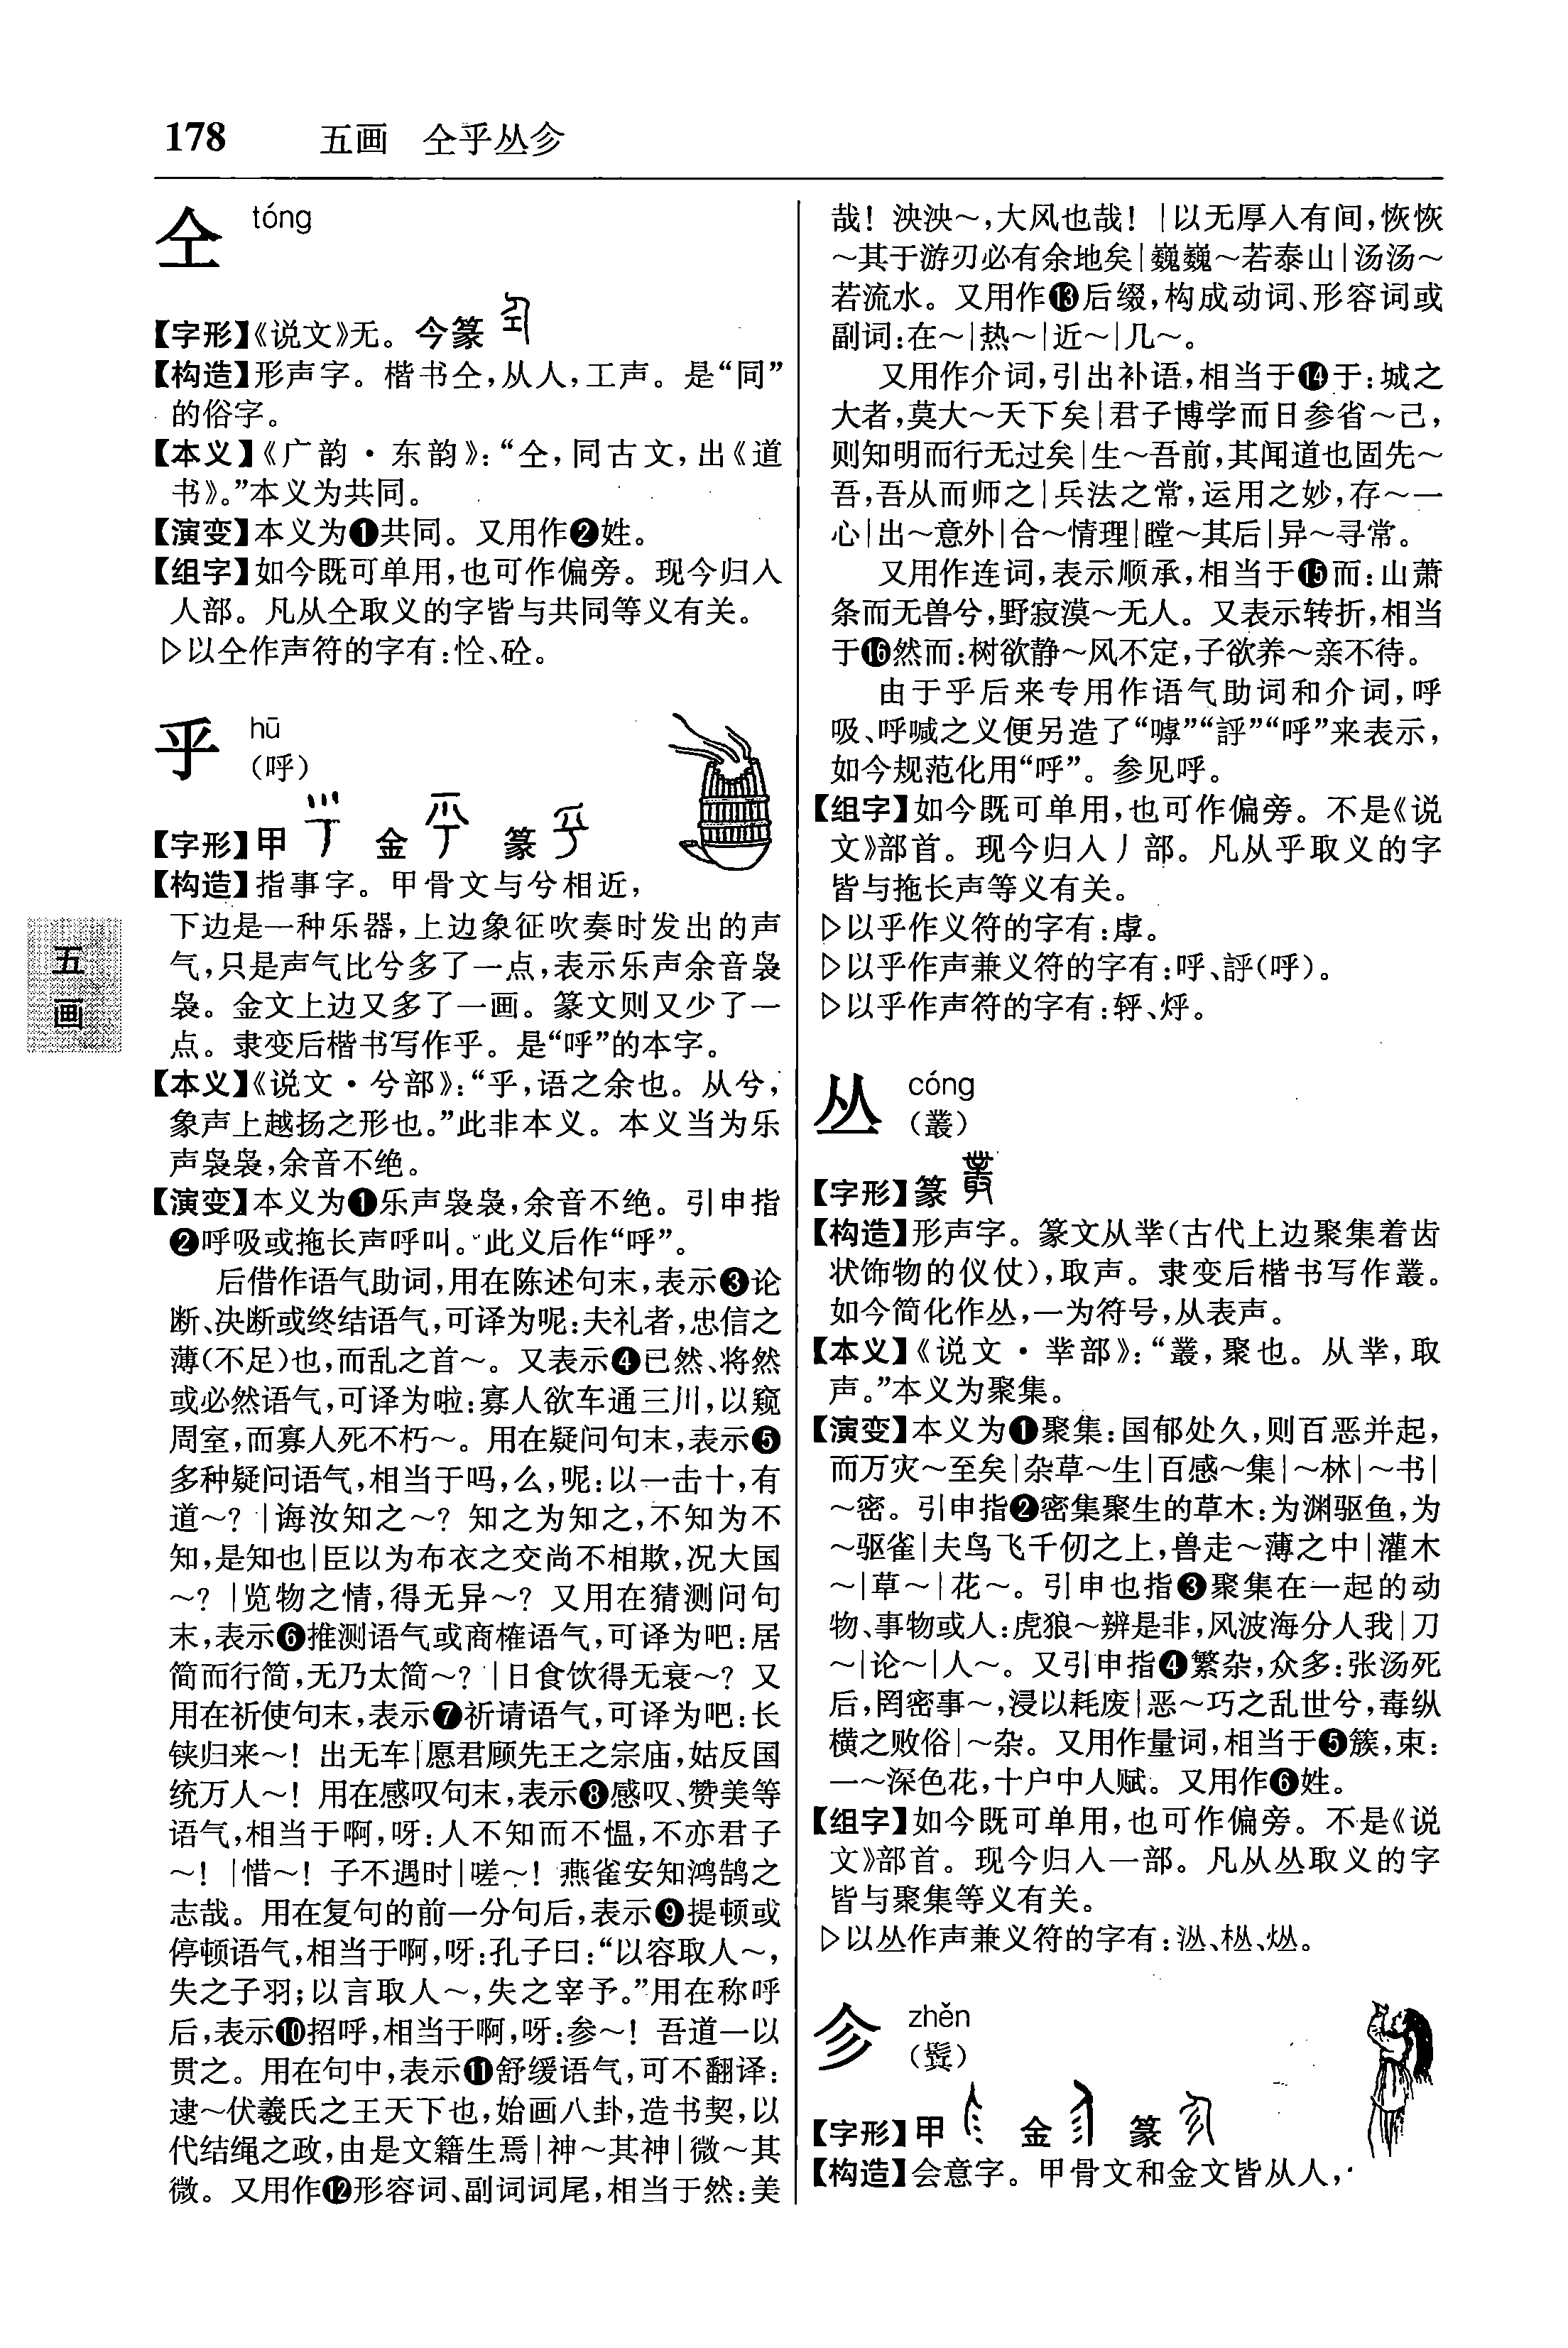 178 五画 仝乎丛㐱
仝 tóng
【字形】《说文》无。今篆
【构造】形声字。楷书仝,从人,工声。是“同”
的俗字。
【本义】《广韵·东韵》:“仝,同古文,出《道
书》。”本义为共同。
【演变】本义为❶共同。又用作❷姓。
【组字】如今既可单用,也可作偏旁。现今归人
人部。凡从仝取义的字皆与共同等义有关。
▷以仝作声符的字有:恮、砼。
乎 hū
(呼)
【字形】甲 金 篆
【构造】指事字。甲骨文与兮相近,
下边是一种乐器,上边象征吹奏时发出的声
气,只是声气比兮多了一点,表示乐声余音袅
袅。金文上边又多了一画。篆文则又少了一
点。隶变后楷书写作乎。是“呼”的本字。
【本义】《说文·兮部》:“乎,语之余也。从兮,
象声上越扬之形也。”此非本义。本义当为乐
声袅袅,余音不绝。
【演变】本义为❶乐声袅袅,余音不绝。引申指
❷呼吸或拖长声呼叫。此义后作“呼”。
后借作语气助词,用在陈述句末,表示❸论
断、决断或终结语气,可译为呢:夫礼者,忠信之
薄(不足)也,而乱之首～。又表示❹已然、将然
或必然语气,可译为啦:寡人欲车通三川,以窥
周室,而寡人死不朽～。用在疑问句末,表示❺
多种疑问语气,相当于吗,么,呢:以一击十,有
道～?|诲汝知之～?知之为知之,不知为不
知,是知也|臣以为布衣之交尚不相欺,况大国
～?|览物之情,得无异～?又用在猜测问句
末,表示❻推测语气或商榷语气,可译为吧:居
简而行简,无乃太简～?|日食饮得无衰～?又
用在祈使句末,表示❼祈请语气,可译为吧:长
铗归来～!出无车|愿君顾先王之宗庙,姑反国
统万人～!用在感叹句末,表示❽感叹、赞美等
语气,相当于啊,呀:人不知而不愠,不亦君子
～!|惜～!子不遇时|嗟～!燕雀安知鸿鹄之
志哉。用在复句的前一分句后,表示❾提顿或
停顿语气,相当于啊,呀:孔子曰:“以容取人～,
失之子羽;以言取人～,失之宰予。”用在称呼
后,表示❿招呼,相当于啊,呀:参～!吾道一以
贯之。用在句中,表示⓫舒缓语气,可不翻译:
逮～伏羲氏之王天下也,始画八卦,造书契,以
代结绳之政,由是文籍生焉|神～其神|微～其
微。又用作⓬形容词、副词词尾,相当于然:美
哉!泱泱～,大风也哉!|以无厚入有间,恢恢
～其于游刃必有余地矣|巍巍～若泰山|汤汤～
若流水。又用作⓭后缀,构成动词、形容词或
副词:在～|热～|近～|几～。
又用作介词,引出补语,相当于⓮于:城之
大者,莫大～天下矣|君子博学而日参省～己,
则知明而行无过矣|生～吾前,其闻道也固先～
吾,吾从而师之|兵法之常,运用之妙,存～一
心|出～意外|合～情理|瞠～其后|异～寻常。
又用作连词,表示顺承,相当于⓯而:山萧
条而无兽兮,野寂漠～无人。又表示转折,相当
于⓰然而:树欲静～风不定,子欲养～亲不待。
由于乎后来专用作语气助词和介词,呼
吸、呼喊之义便另造了“嘑”“評”“呼”来表示,
如今规范化用“呼”。参见呼。
【组字】如今既可单用,也可作偏旁。不是《说
文》部首。现今归入丿部。凡从乎取义的字
皆与拖长声等义有关。
▷以乎作义符的字有:虖。
▷以乎作声兼义符的字有:呼、評(呼)。
▷以乎作声符的字有:轷、烀。
丛 cóng
(叢)
【字形】篆
【构造】形声字。篆文从丵(古代上边聚集着齿
状饰物的仪仗),取声。隶变后楷书写作叢。
如今简化作丛,一为符号,从表声。
【本义】《说文·丵部》:“叢,聚也。从丵,取
声。”本义为聚集。
【演变】本义为❶聚集:国郁处久,则百恶并起,
而万灾～至矣|杂草～生|百感～集|～林|～书|
～密。引申指❷密集聚生的草木:为渊驱鱼,为
～驱雀|夫鸟飞千仞之上,兽走～薄之中|灌木
～|草～|花～。引申也指❸聚集在一起的动
物、事物或人:虎狼～辨是非,风波海分人我|刀
～|论～|人～。又引申指❹繁杂,众多:张汤死
后,罔密事～,浸以耗废|恶～巧之乱世兮,毒纵
横之败俗|～杂。又用作量词,相当于❺簇,束:
一～深色花,十户中人赋。又用作❻姓。
【组字】如今既可单用,也可作偏旁。不是《说
文》部首。现今归入一部。凡从丛取义的字
皆与聚集等义有关。
▷以丛作声兼义符的字有:
㐱 zhěn
(鬒)
【字形】甲 金 篆
【构造】会意字。甲骨文和金文皆从人,
五
画